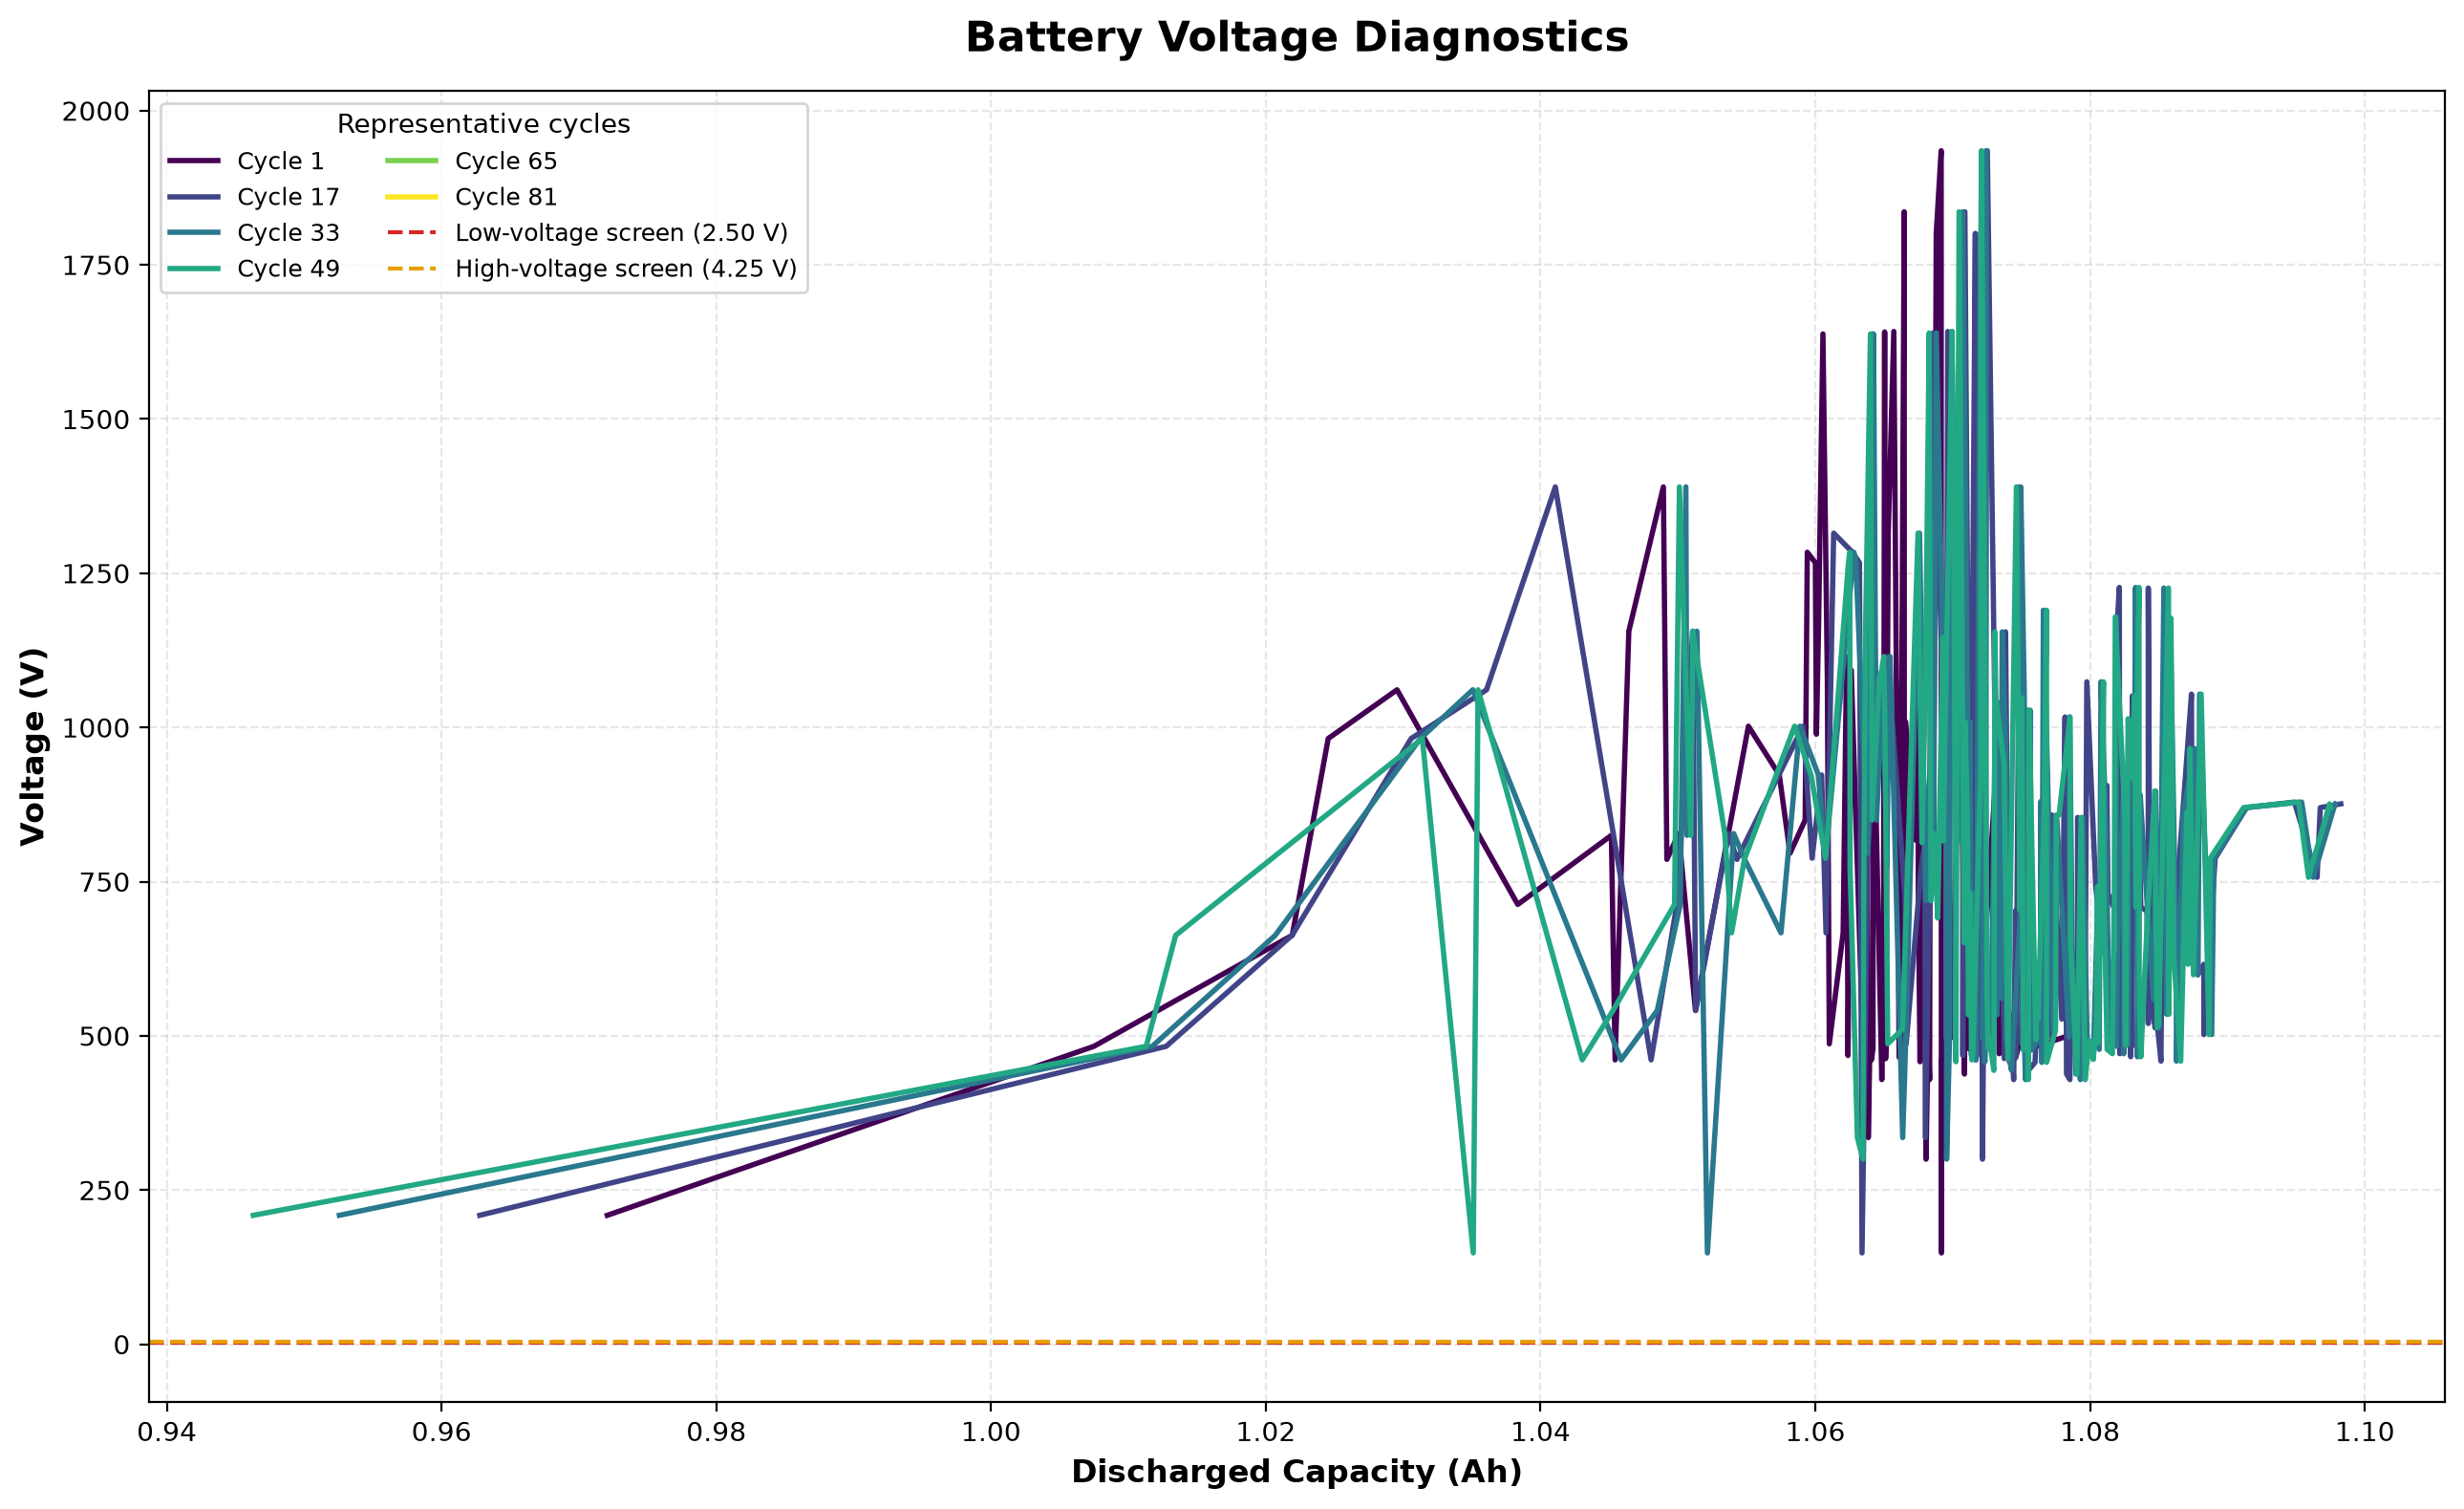 Battery Voltage Diagnostics
Voltage (V)
2000
1750
1500
1250
1000
750
500
250
0
Representative cycles
Cycle 1
Cycle 17
Cycle 33
Cycle 49
Cycle 65
Cycle 81
Low-voltage screen (2.50 V)
High-voltage screen (4.25 V)
0.94 0.96 0.98 1.00 1.02 1.04 1.06 1.08 1.10
Discharged Capacity (Ah)